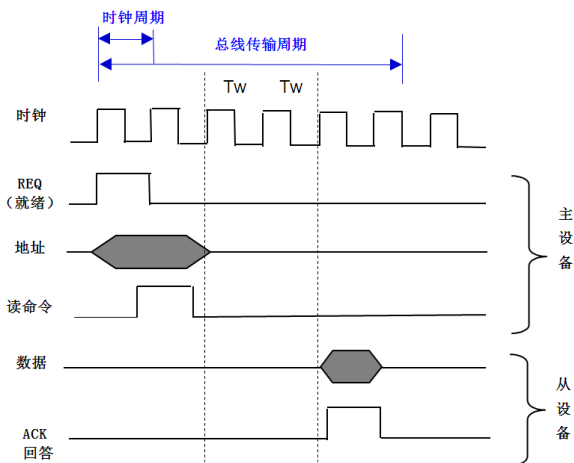 时钟周期
总线传输周期
Tw Tw
时钟
REQ
（就绪）
地址
读命令
主设备
数据
ACK
回答
从设备